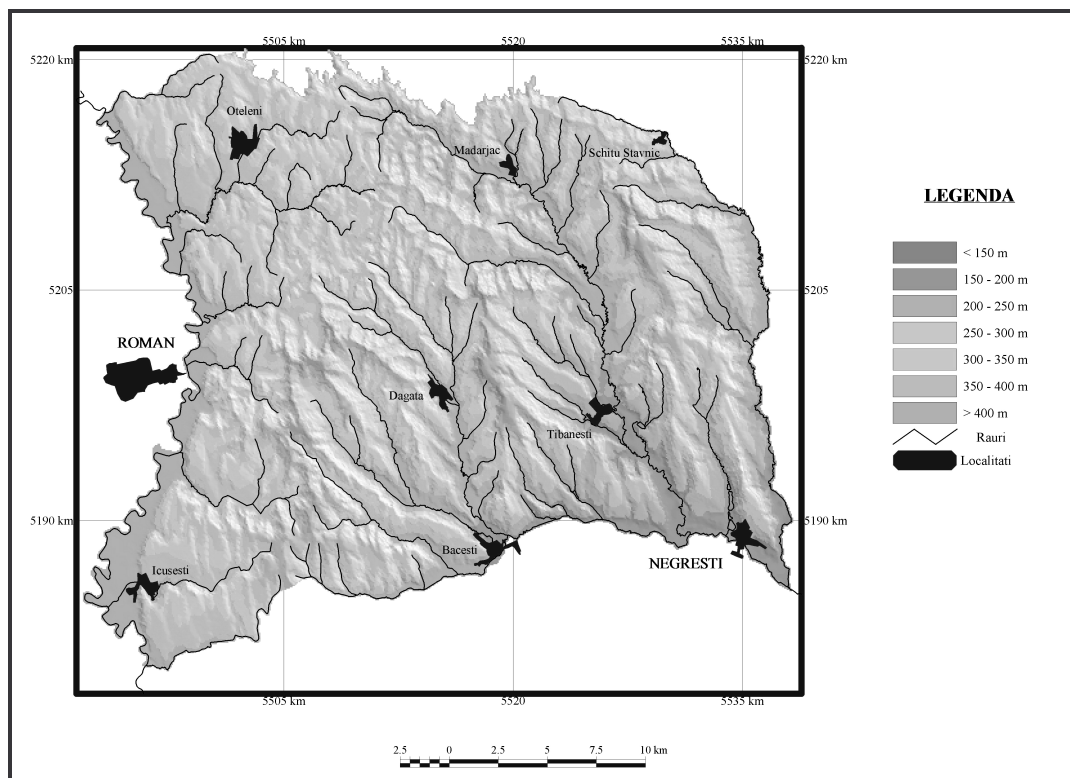 5505 km 5520 5535 km
5220 km 5220 km
Oteleni
Madarjac
Schitu Stavnic
LEGENDA
< 150 m
150 - 200 m
200 - 250 m
250 - 300 m
300 - 350 m
350 - 400 m
> 400 m
Rauri
Localitati
5205 5205
ROMAN
Dagata
Tibanesti
5190 km 5190 km
Bacesti
NEGRESTI
Icusesti
5505 km 5520 5535 km
2.5 0 2.5 5 7.5 10 km